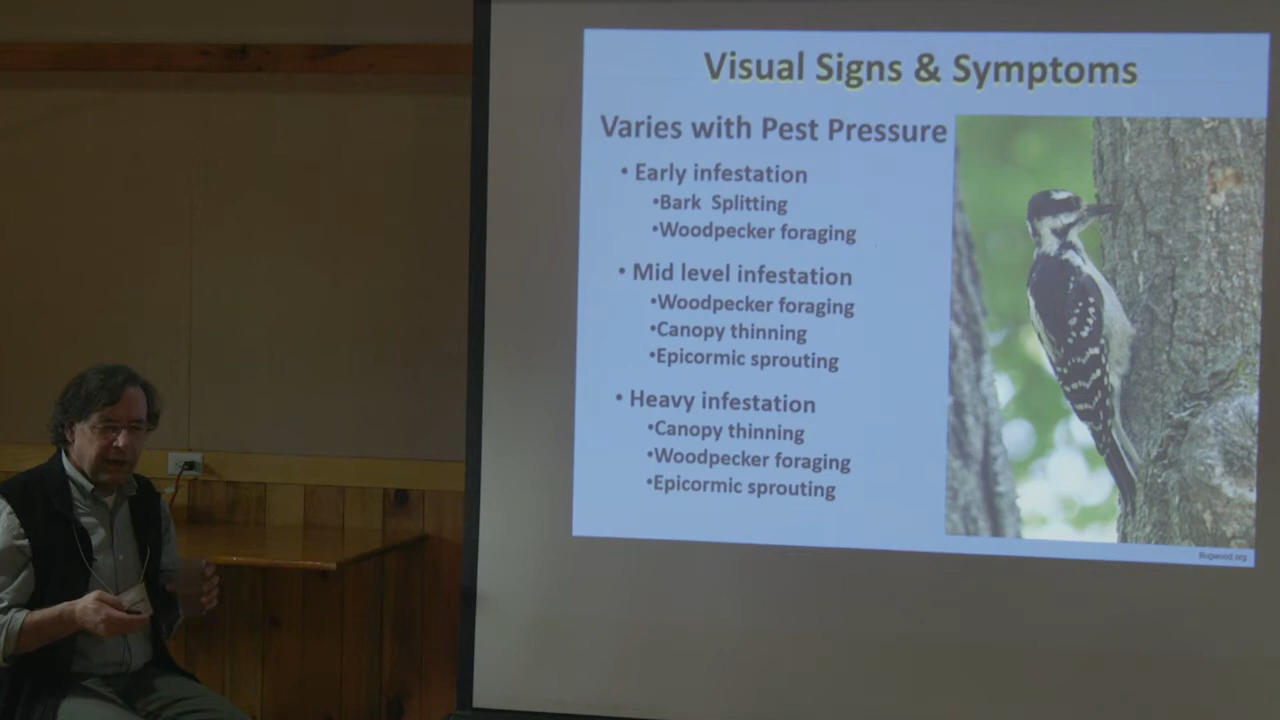 Visual Signs & Symptoms
Varies with Pest Pressure
• Early infestation
•Bark Splitting
•Woodpecker foraging
• Mid level infestation
•Woodpecker foraging
•Canopy thinning
•Epicormic sprouting
• Heavy infestation
•Canopy thinning
•Woodpecker foraging
•Epicormic sprouting
Bugwood.org